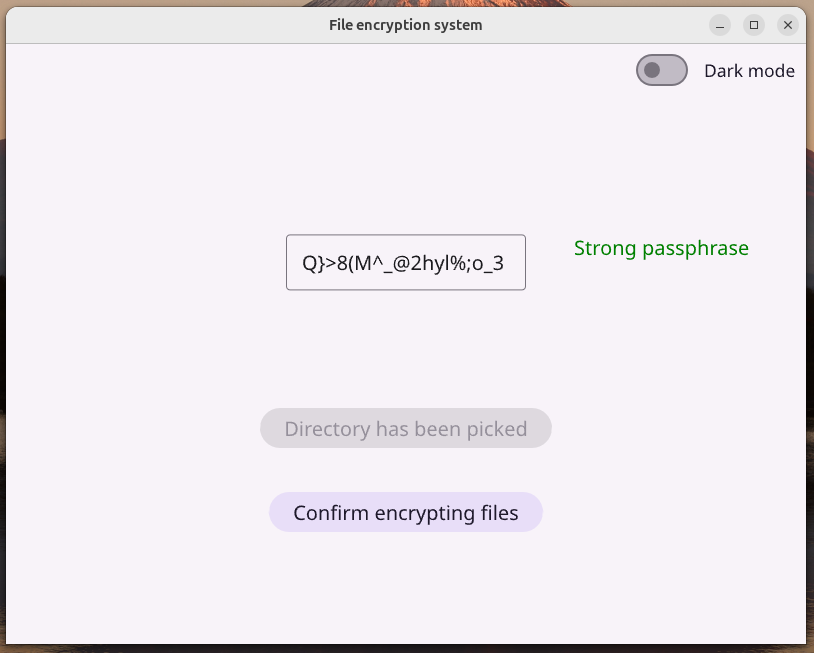 File encryption system
Dark mode
Q}>8(M^_@2hyl%;o_3
Strong passphrase
Directory has been picked
Confirm encrypting files